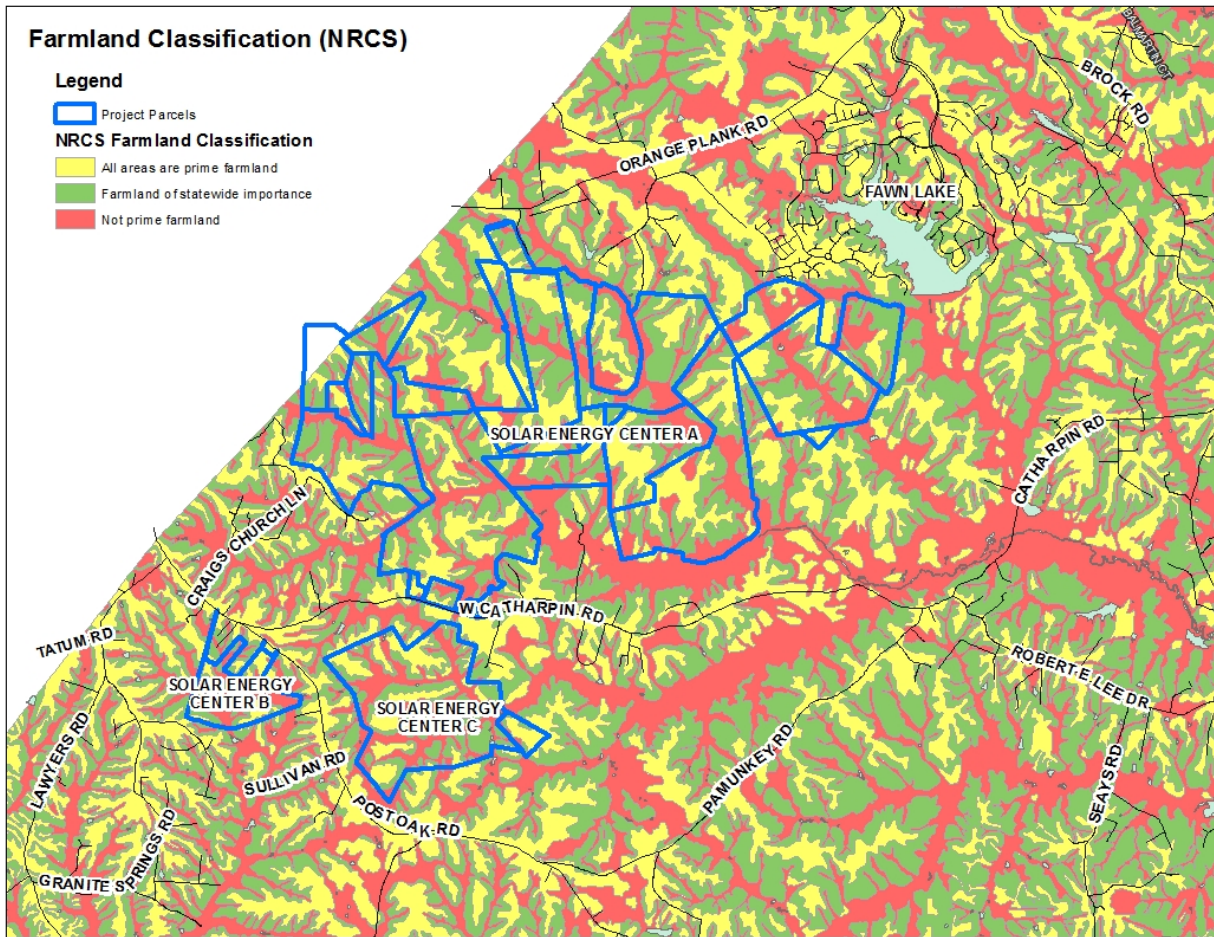 Farmland Classification (NRCS)
Legend
Project Parcels
NRCS Farmland Classification
All areas are prime farmland
Farmland of statewide importance
Not prime farmland
BALMARTIN CT
BROCK RD
ORANGE PLANK RD
FAWN LAKE
SOLAR ENERGY CENTER A
CATHARPIN RD
CRAIGS CHURCH LN
W CATHARPIN RD
TATUM RD
ROBERT E LEE DR
SOLAR ENERGY
CENTER B
SOLAR ENERGY
CENTER C
LAWYERS RD
SULLIVAN RD
PAMUNKEY RD
SEAYS RD
POST OAK RD
GRANITE SPRINGS RD